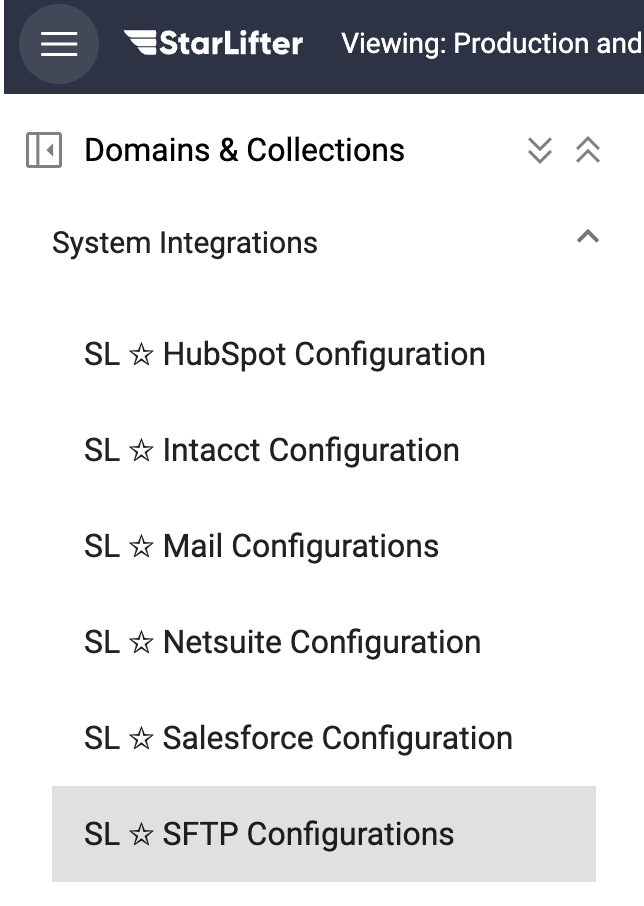 StarLifter Viewing: Production and
Domains & Collections
System Integrations
SL ☆ HubSpot Configuration
SL ☆ Intacct Configuration
SL ☆ Mail Configurations
SL ☆ Netsuite Configuration
SL ☆ Salesforce Configuration
SL ☆ SFTP Configurations